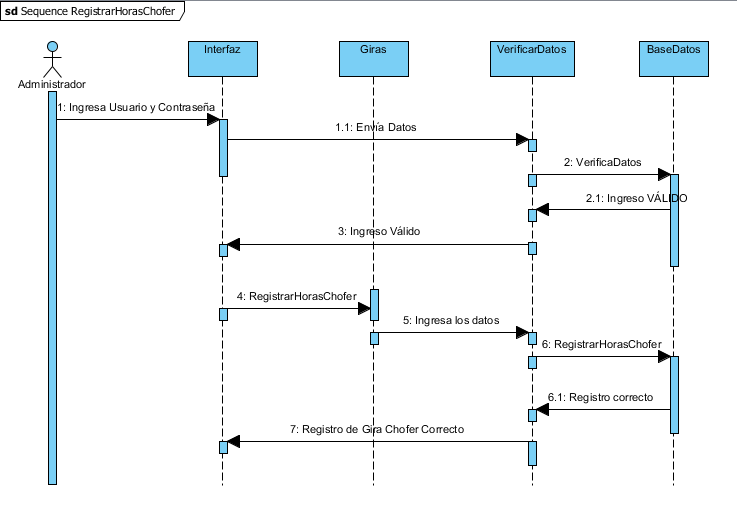 sd Sequence RegistrarHorasChofer
Administrador
Interfaz
Giras
VerificarDatos
BaseDatos
1: Ingresa Usuario y Contraseña
1.1: Envía Datos
2: VerificaDatos
2.1: Ingreso VÁLIDO
3: Ingreso Válido
4: RegistrarHorasChofer
5: Ingresa los datos
6: RegistrarHorasChofer
6.1: Registro correcto
7: Registro de Gira Chofer Correcto